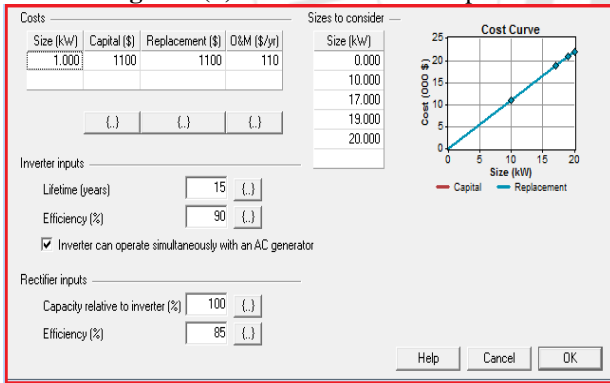 Costs
Size (kW) Capital ($) Replacement ($) O&M ($/yr)
1.000 1100 1100 110
{..} {..} {..}
Sizes to consider
Size (kW)
0.000
10.000
17.000
19.000
20.000
Cost Curve
Cost (000 $)
25
20
15
10
5
0
0 5 10 15 20
Size (kW)
Capital Replacement
Inverter inputs
Lifetime (years) 15 {..}
Efficiency (%) 90 {..}
Inverter can operate simultaneously with an AC generator
Rectifier inputs
Capacity relative to inverter (%) 100 {..}
Efficiency (%) 85 {..}
Help Cancel OK